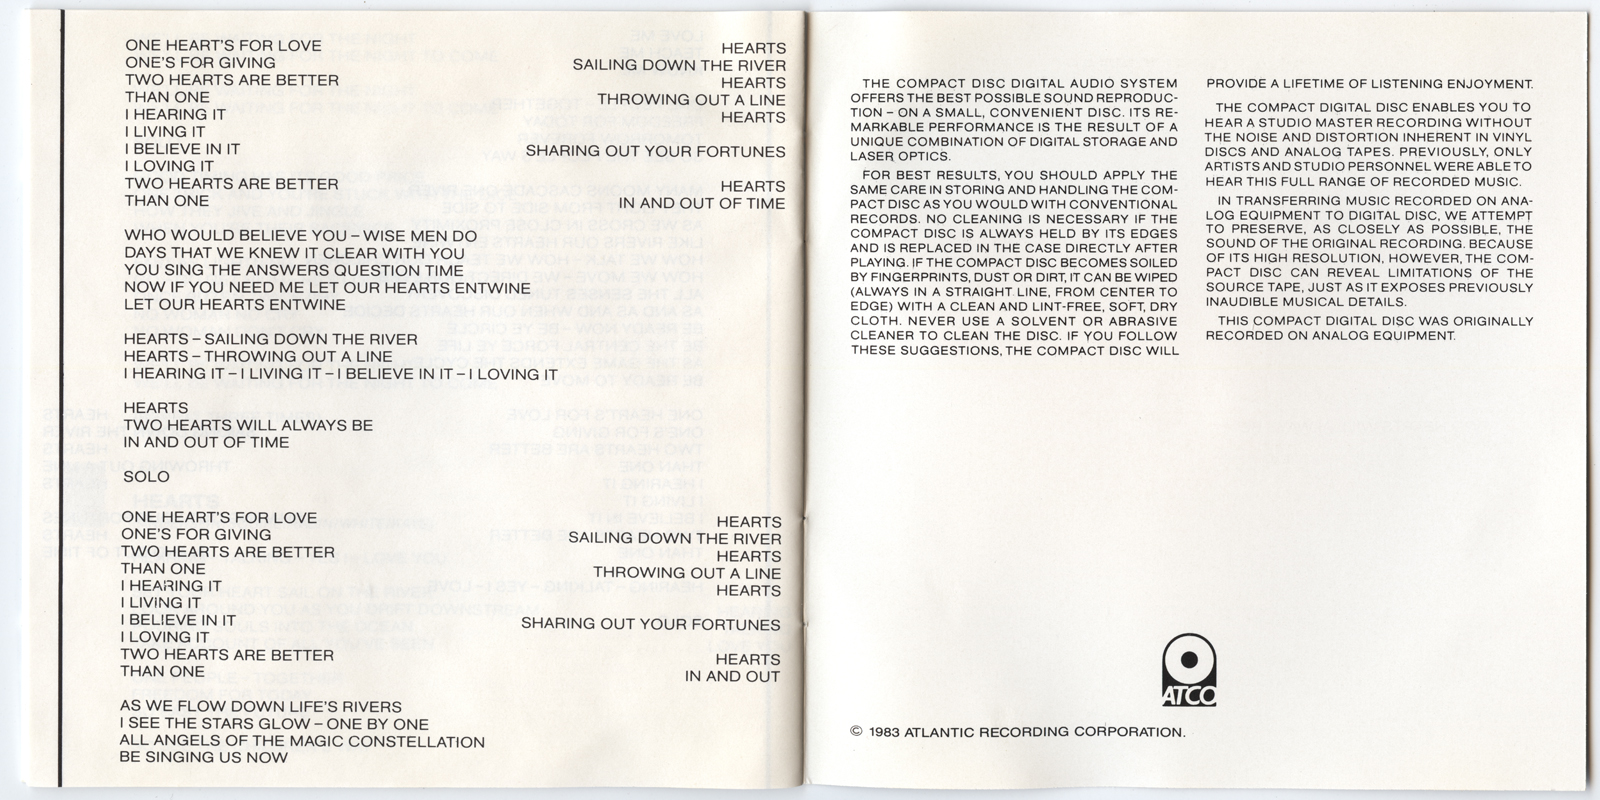 ONE HEART'S FOR LOVE
ONE'S FOR GIVING
TWO HEARTS ARE BETTER
THAN ONE
I HEARING IT
I LIVING IT
I BELIEVE IN IT
I LOVING IT
TWO HEARTS ARE BETTER
THAN ONE
HEARTS
SAILING DOWN THE RIVER
HEARTS
THROWING OUT A LINE
HEARTS
SHARING OUT YOUR FORTUNES
HEARTS
IN AND OUT OF TIME
WHO WOULD BELIEVE YOU – WISE MEN DO
DAYS THAT WE KNEW IT CLEAR WITH YOU
YOU SING THE ANSWERS QUESTION TIME
NOW IF YOU NEED ME LET OUR HEARTS ENTWINE
LET OUR HEARTS ENTWINE
HEARTS – SAILING DOWN THE RIVER
HEARTS – THROWING OUT A LINE
I HEARING IT – I LIVING IT – I BELIEVE IN IT – I LOVING IT
HEARTS
TWO HEARTS WILL ALWAYS BE
IN AND OUT OF TIME
SOLO
ONE HEART'S FOR LOVE
ONE'S FOR GIVING
TWO HEARTS ARE BETTER
THAN ONE
I HEARING IT
I LIVING IT
I BELIEVE IN IT
I LOVING IT
TWO HEARTS ARE BETTER
THAN ONE
HEARTS
SAILING DOWN THE RIVER
HEARTS
THROWING OUT A LINE
HEARTS
SHARING OUT YOUR FORTUNES
HEARTS
IN AND OUT
AS WE FLOW DOWN LIFE'S RIVERS
I SEE THE STARS GLOW – ONE BY ONE
ALL ANGELS OF THE MAGIC CONSTELLATION
BE SINGING US NOW
THE COMPACT DISC DIGITAL AUDIO SYSTEM
OFFERS THE BEST POSSIBLE SOUND REPRODUC-
TION – ON A SMALL, CONVENIENT DISC. ITS RE-
MARKABLE PERFORMANCE IS THE RESULT OF A
UNIQUE COMBINATION OF DIGITAL STORAGE AND
LASER OPTICS.
FOR BEST RESULTS, YOU SHOULD APPLY THE
SAME CARE IN STORING AND HANDLING THE COM-
PACT DISC AS YOU WOULD WITH CONVENTIONAL
RECORDS. NO CLEANING IS NECESSARY IF THE
COMPACT DISC IS ALWAYS HELD BY ITS EDGES
AND IS REPLACED IN THE CASE DIRECTLY AFTER
PLAYING. IF THE COMPACT DISC BECOMES SOILED
BY FINGERPRINTS, DUST OR DIRT, IT CAN BE WIPED
(ALWAYS IN A STRAIGHT LINE, FROM CENTER TO
EDGE) WITH A CLEAN AND LINT-FREE, SOFT, DRY
CLOTH. NEVER USE A SOLVENT OR ABRASIVE
CLEANER TO CLEAN THE DISC. IF YOU FOLLOW
THESE SUGGESTIONS, THE COMPACT DISC WILL
PROVIDE A LIFETIME OF LISTENING ENJOYMENT.
THE COMPACT DIGITAL DISC ENABLES YOU TO
HEAR A STUDIO MASTER RECORDING WITHOUT
THE NOISE AND DISTORTION INHERENT IN VINYL
DISCS AND ANALOG TAPES. PREVIOUSLY, ONLY
ARTISTS AND STUDIO PERSONNEL WERE ABLE TO
HEAR THIS FULL RANGE OF RECORDED MUSIC.
IN TRANSFERRING MUSIC RECORDED ON ANA-
LOG EQUIPMENT TO DIGITAL DISC, WE ATTEMPT
TO PRESERVE, AS CLOSELY AS POSSIBLE, THE
SOUND OF THE ORIGINAL RECORDING. BECAUSE
OF ITS HIGH RESOLUTION, HOWEVER, THE COM-
PACT DISC CAN REVEAL LIMITATIONS OF THE
SOURCE TAPE, JUST AS IT EXPOSES PREVIOUSLY
INAUDIBLE MUSICAL DETAILS.
THIS COMPACT DIGITAL DISC WAS ORIGINALLY
RECORDED ON ANALOG EQUIPMENT.
ATCO
© 1983 ATLANTIC RECORDING CORPORATION.